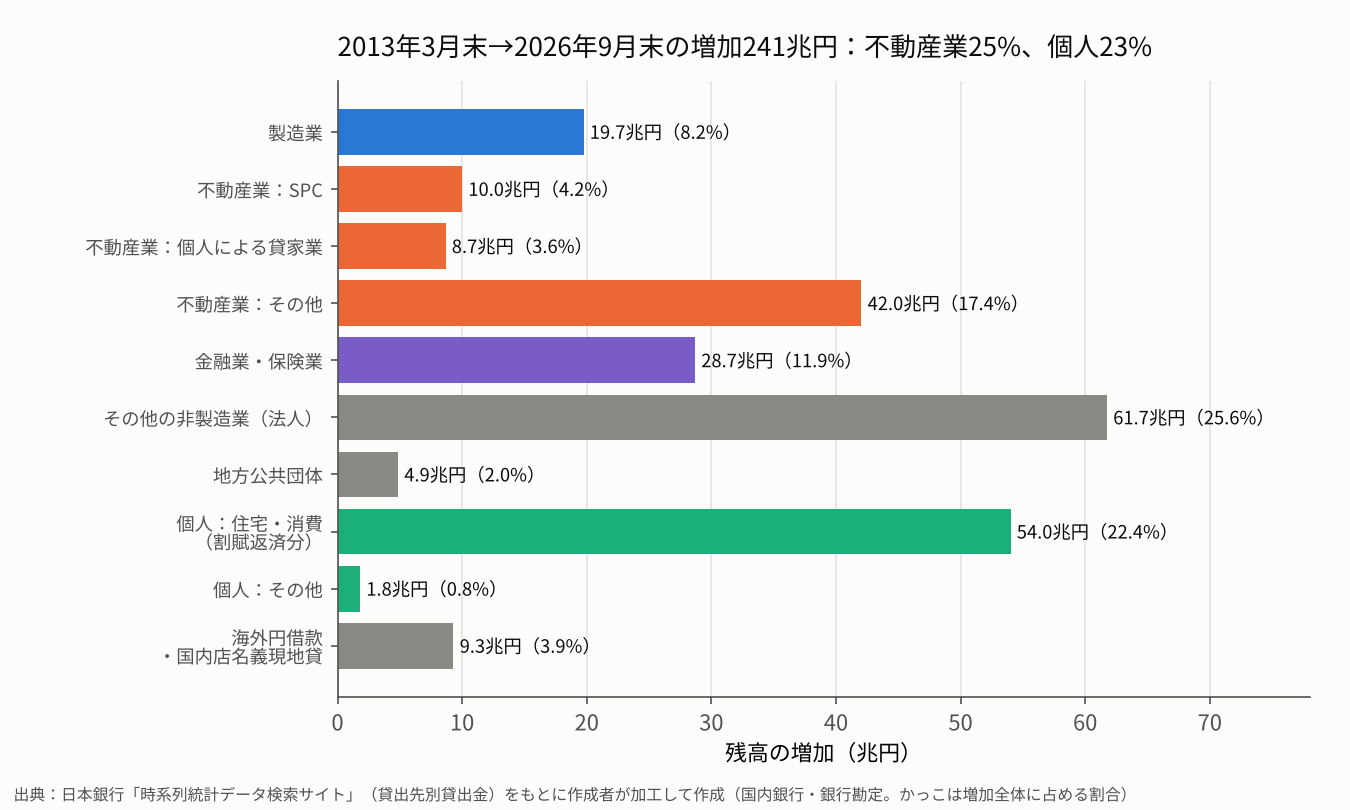 2013年3月末→2026年9月末の増加241兆円：不動産業25%、個人23%
製造業
19.7兆円（8.2%）
不動産業：SPC
10.0兆円（4.2%）
不動産業：個人による貸家業
8.7兆円（3.6%）
不動産業：その他
42.0兆円（17.4%）
金融業・保険業
28.7兆円（11.9%）
その他の非製造業（法人）
61.7兆円（25.6%）
地方公共団体
4.9兆円（2.0%）
個人：住宅・消費
（割賦返済分）
54.0兆円（22.4%）
個人：その他
1.8兆円（0.8%）
海外円借款
・国内店名義現地貸
9.3兆円（3.9%）
0 10 20 30 40 50 60 70
残高の増加（兆円）
出典：日本銀行「時系列統計データ検索サイト」（貸出先別貸出金）をもとに作成者が加工して作成（国内銀行・銀行勘定。かっこは増加全体に占める割合）